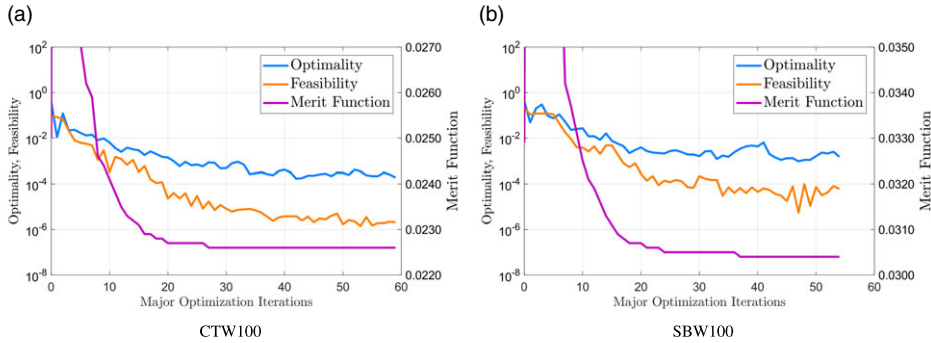 (a)
(b)
10^2
10^0
10^-2
10^-4
10^-6
10^-8
Optimality, Feasibility
0.0270
0.0260
0.0250
0.0240
0.0230
0.0220
Merit Function
Optimality
Feasibility
Merit Function
0 10 20 30 40 50 60
Major Optimization Iterations
CTW100
10^2
10^0
10^-2
10^-4
10^-6
10^-8
Optimality, Feasibility
0.0350
0.0340
0.0330
0.0320
0.0310
0.0300
Merit Function
Optimality
Feasibility
Merit Function
0 10 20 30 40 50 60
Major Optimization Iterations
SBW100